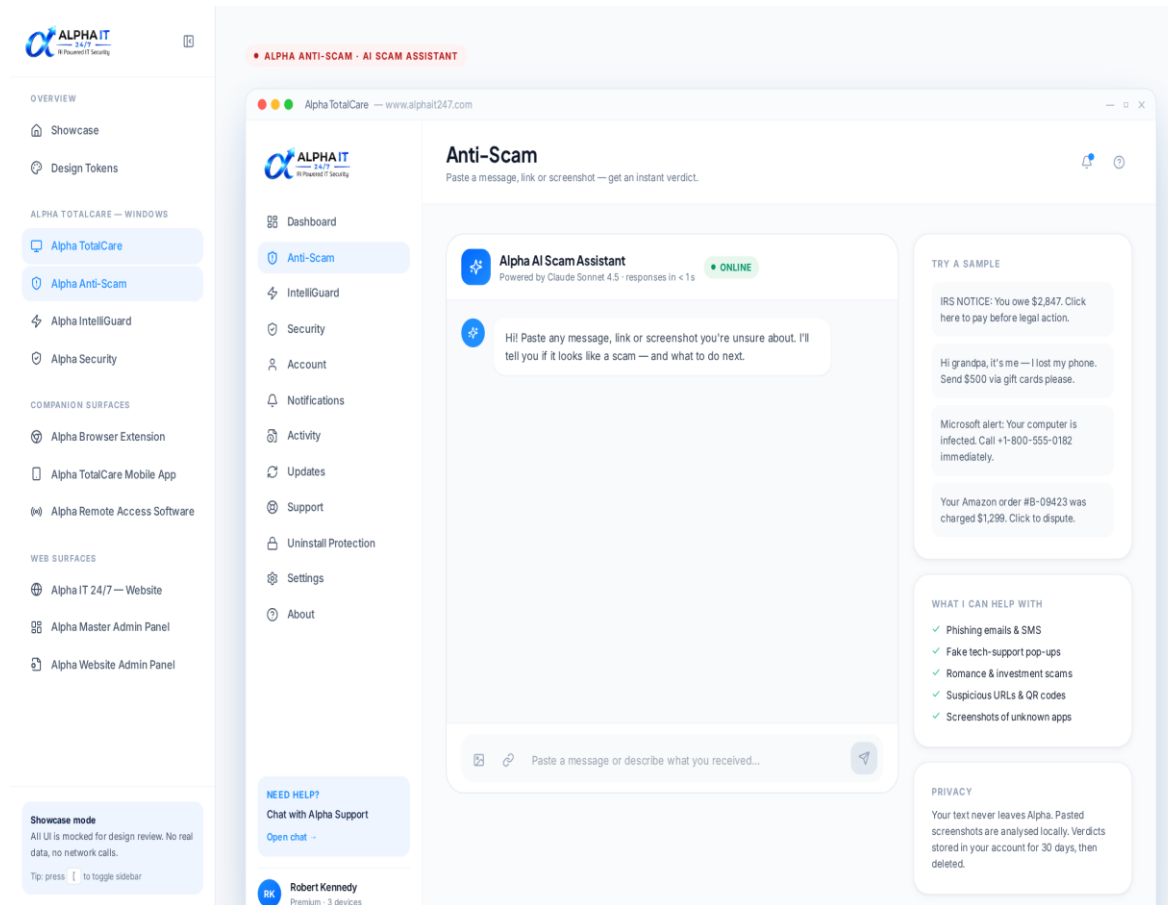 ALPHA IT
24/7
AI Powered IT Security
OVERVIEW
Showcase
Design Tokens
ALPHA TOTALCARE — WINDOWS
Alpha TotalCare
Alpha Anti-Scam
Alpha IntelliGuard
Alpha Security
COMPANION SURFACES
Alpha Browser Extension
Alpha TotalCare Mobile App
Alpha Remote Access Software
WEB SURFACES
Alpha IT 24/7 — Website
Alpha Master Admin Panel
Alpha Website Admin Panel
Showcase mode
All UI is mocked for design review. No real
data, no network calls.
Tip: press [ to toggle sidebar
ALPHA ANTI-SCAM · AI SCAM ASSISTANT
Alpha TotalCare — www.alphait247.com
ALPHA IT
24/7
AI Powered IT Security
Dashboard
Anti-Scam
IntelliGuard
Security
Account
Notifications
Activity
Updates
Support
Uninstall Protection
Settings
About
NEED HELP?
Chat with Alpha Support
Open chat →
RK
Robert Kennedy
Premium · 3 devices
Anti-Scam
Paste a message, link or screenshot — get an instant verdict.
Alpha AI Scam Assistant
Powered by Claude Sonnet 4.5 · responses in < 1s
ONLINE
Hi! Paste any message, link or screenshot you're unsure about. I'll
tell you if it looks like a scam — and what to do next.
Paste a message or describe what you received...
TRY A SAMPLE
IRS NOTICE: You owe $2,847. Click
here to pay before legal action.
Hi grandpa, it's me — I lost my phone.
Send $500 via gift cards please.
Microsoft alert: Your computer is
infected. Call +1-800-555-0182
immediately.
Your Amazon order #B-09423 was
charged $1,299. Click to dispute.
WHAT I CAN HELP WITH
Phishing emails & SMS
Fake tech-support pop-ups
Romance & investment scams
Suspicious URLs & QR codes
Screenshots of unknown apps
PRIVACY
Your text never leaves Alpha. Pasted
screenshots are analysed locally. Verdicts
stored in your account for 30 days, then
deleted.